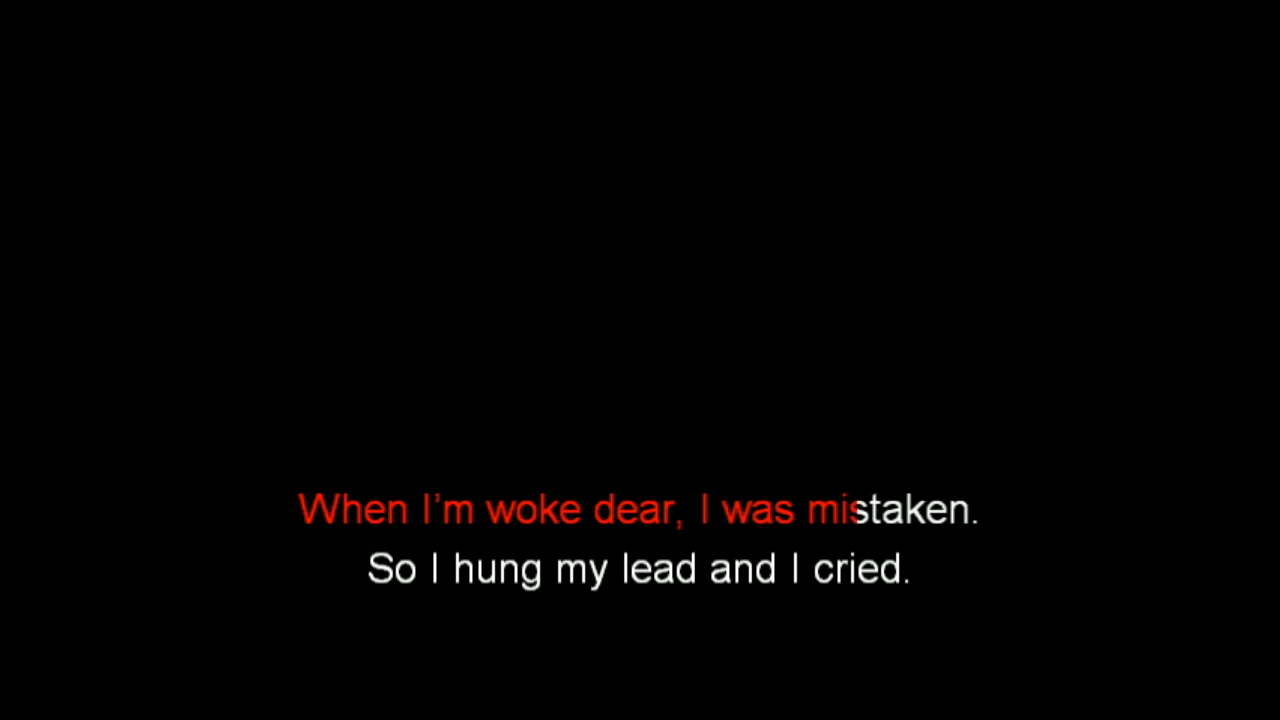 When I’m woke dear, I was mistaken.
So I hung my lead and I cried.